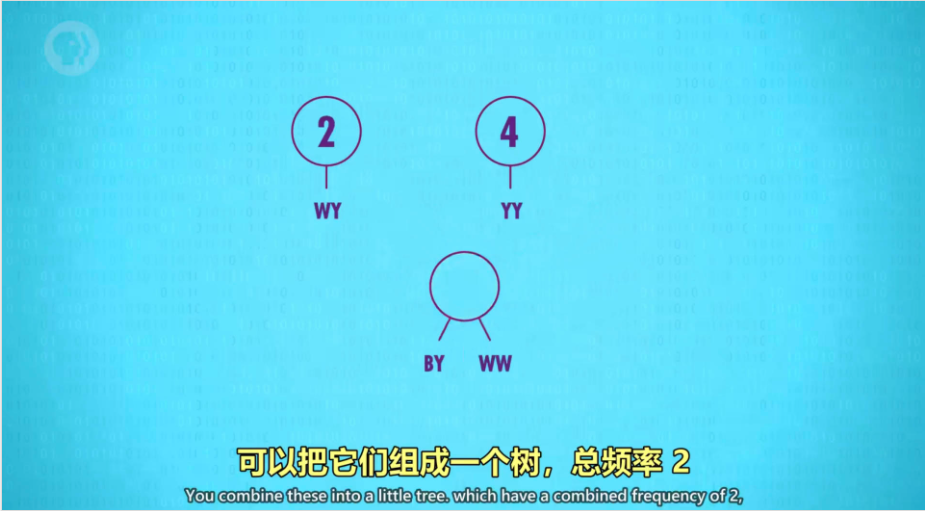 2 4
WY YY
BY WW
可以把它们组成一个树，总频率 2
You combine these into a little tree. which have a combined frequency of 2,